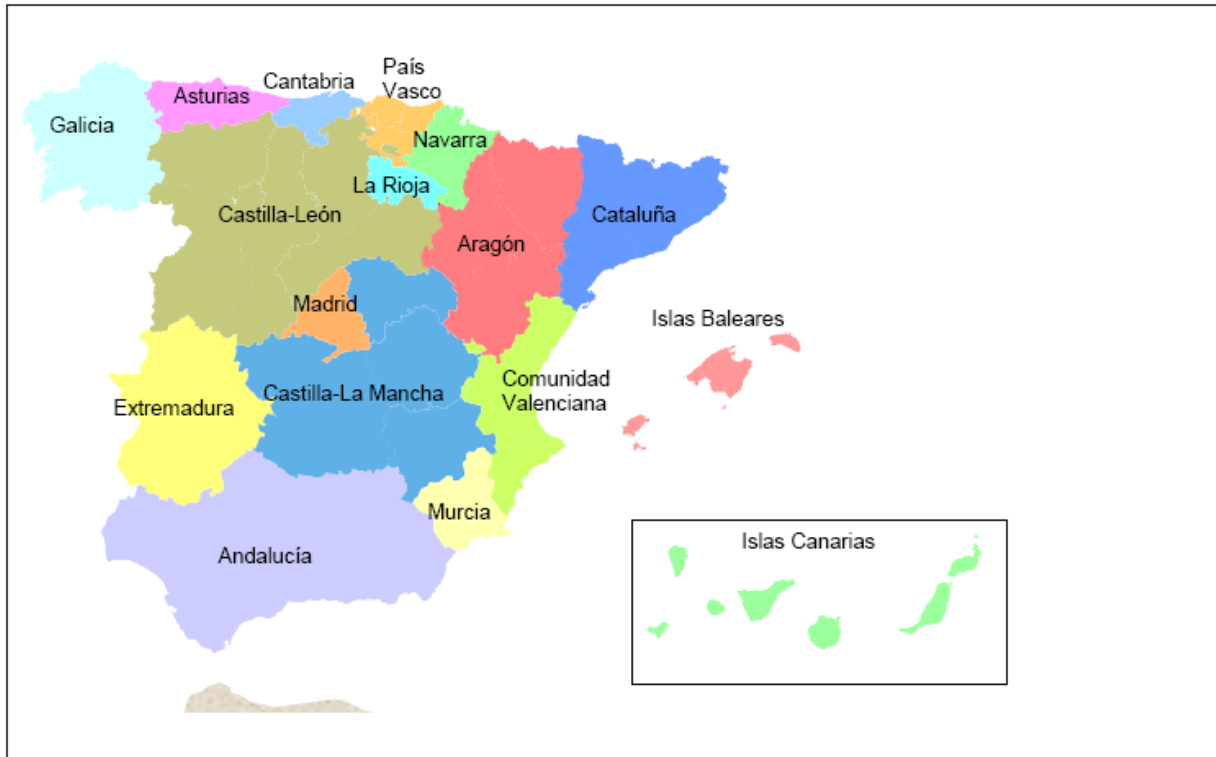 País
Vasco
Cantabria
Asturias
Galicia
Navarra
La Rioja
Castilla-León
Cataluña
Aragón
Madrid
Islas Baleares
Comunidad
Valenciana
Castilla-La Mancha
Extremadura
Murcia
Islas Canarias
Andalucía